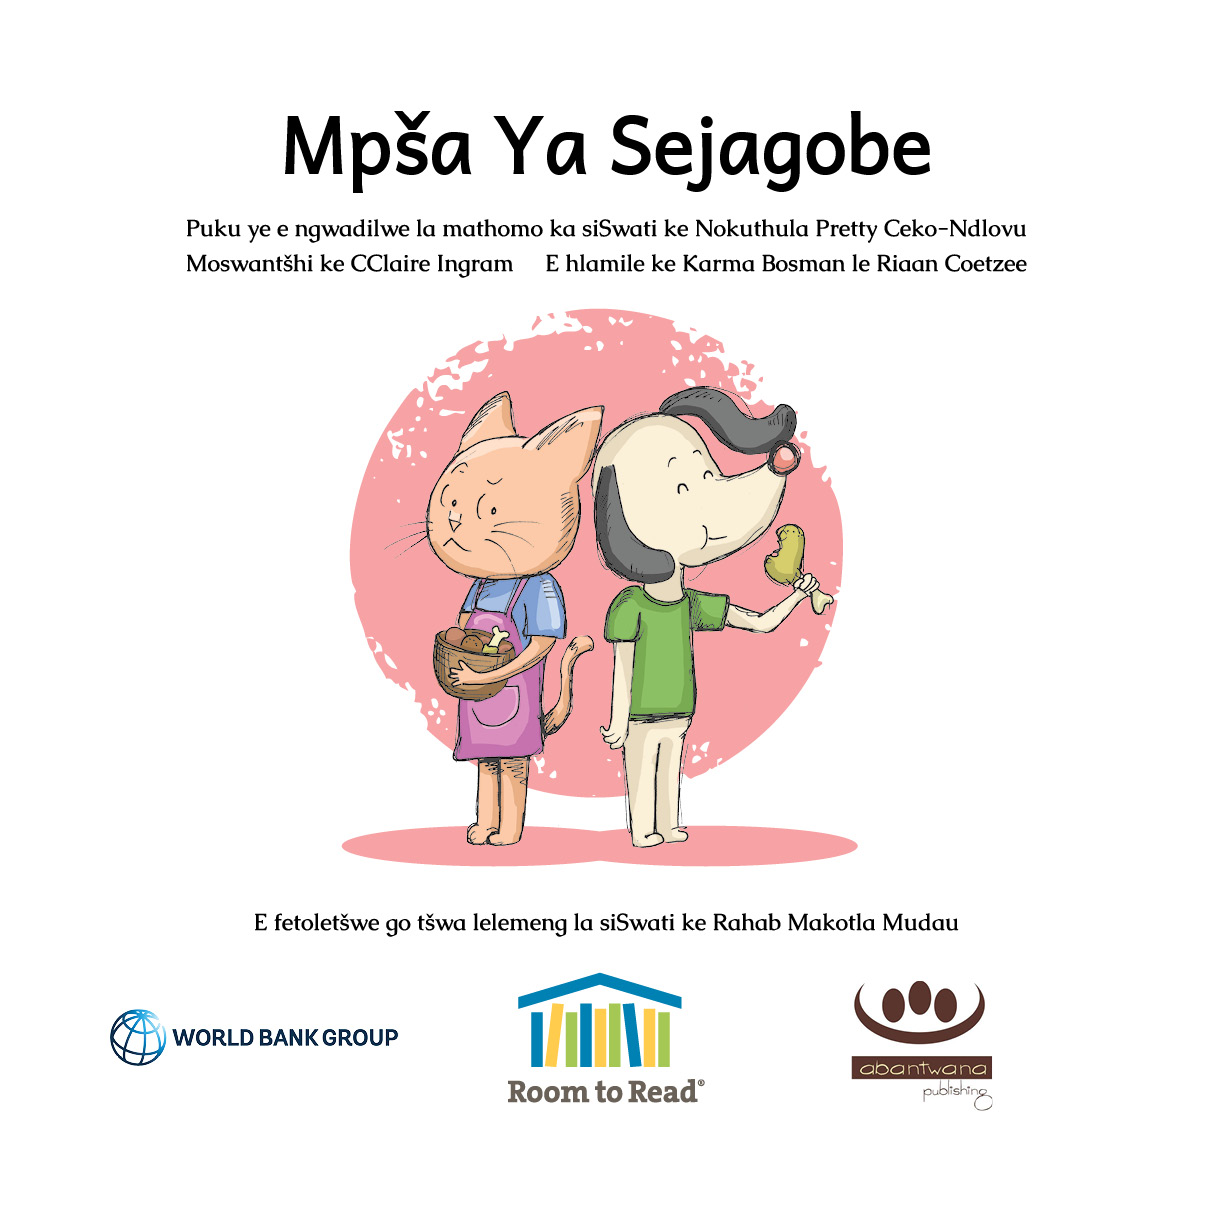 Mpša Ya Sejagobe
Puku ye e ngwadilwe la mathomo ka siSwati ke Nokuthula Pretty Ceko-Ndlovu
Moswantšhi ke CClaire Ingram E hlamile ke Karma Bosman le Riaan Coetzee
E fetoletšwe go tšwa lelemeng la siSwati ke Rahab Makotla Mudau
WORLD BANK GROUP
Room to Read®
abantwana
publishing